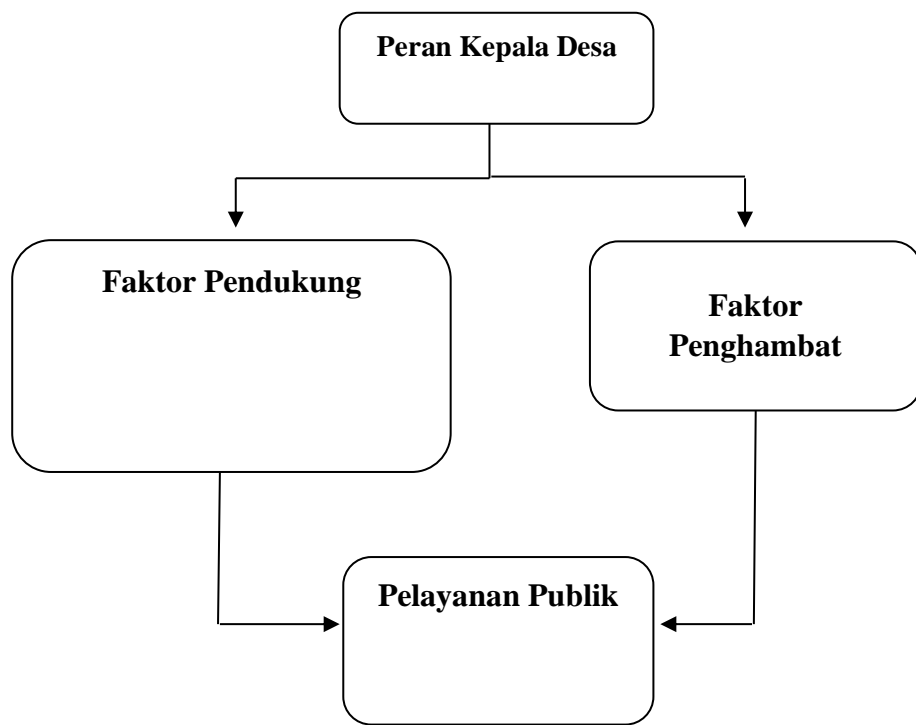 Peran Kepala Desa
Faktor Pendukung
Faktor
Penghambat
Pelayanan Publik